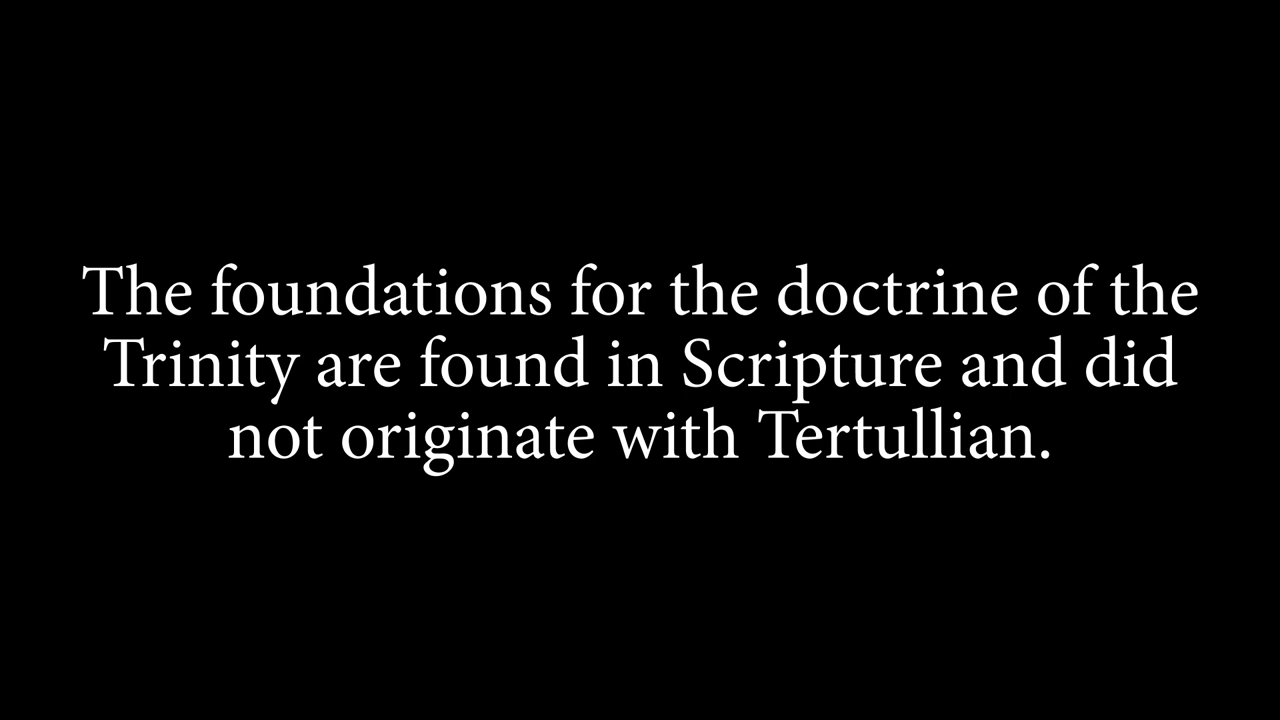 The foundations for the doctrine of the
Trinity are found in Scripture and did
not originate with Tertullian.